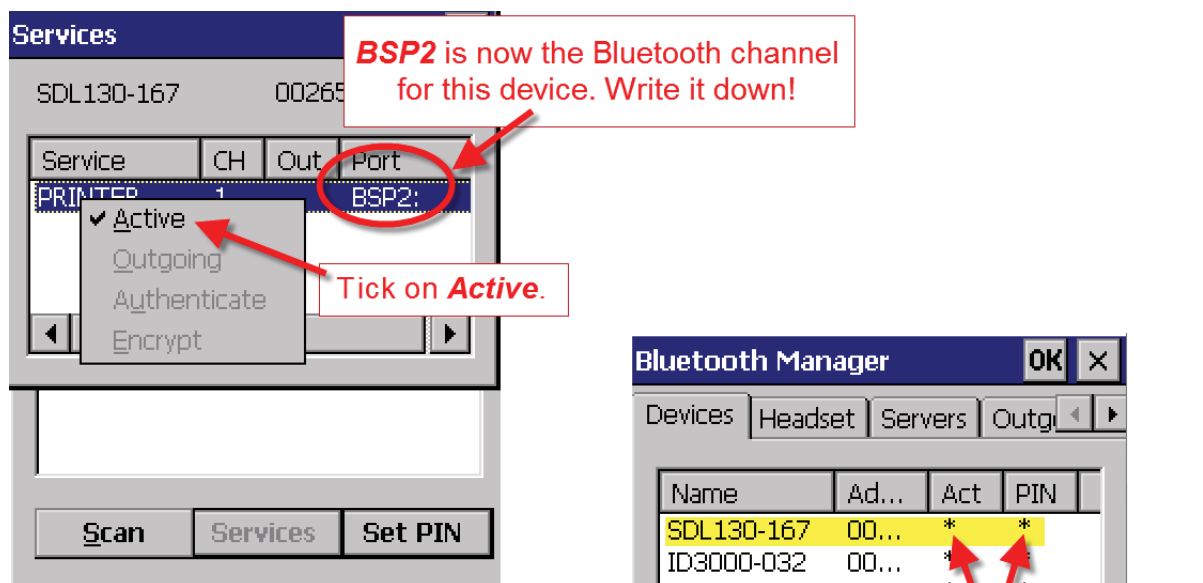 Services
BSP2 is now the Bluetooth channel
for this device. Write it down!
SDL130-167 0026
Service CH Out Port
PRINTER 1 BSP2:
Active
Outgoing
Authenticate
Encrypt
Tick on Active.
Scan Services Set PIN
Bluetooth Manager OK
Devices Headset Servers Outg
Name Ad... Act PIN
SDL130-167 00... * *
ID3000-032 00... *